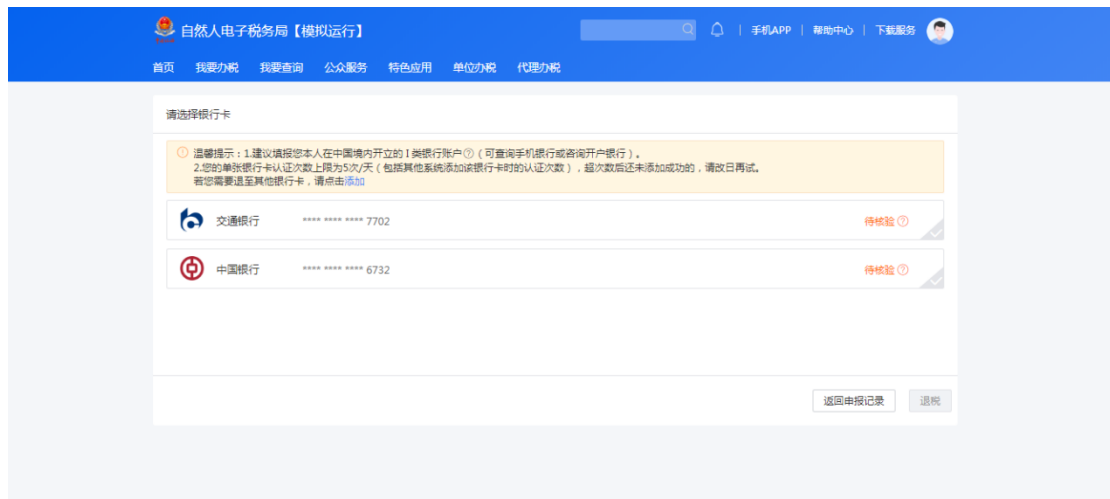 自然人电子税务局【模拟运行】
手机APP | 帮助中心 | 下载服务
首页 我要办税 我要查询 公众服务 特色应用 单位办税 代理办税
请选择银行卡
温馨提示：1.建议填报您本人在中国境内开立的 I 类银行账户?（可查询手机银行或咨询开户银行）。
2.您的单张银行卡认证次数上限为5次/天（包括其他系统添加该银行卡时的认证次数），超次数后还未添加成功的，请改日再试。
若您需要退至其他银行卡，请点击添加
交通银行 **** **** **** 7702 待核验?
中国银行 **** **** **** 6732 待核验?
返回申报记录 退税